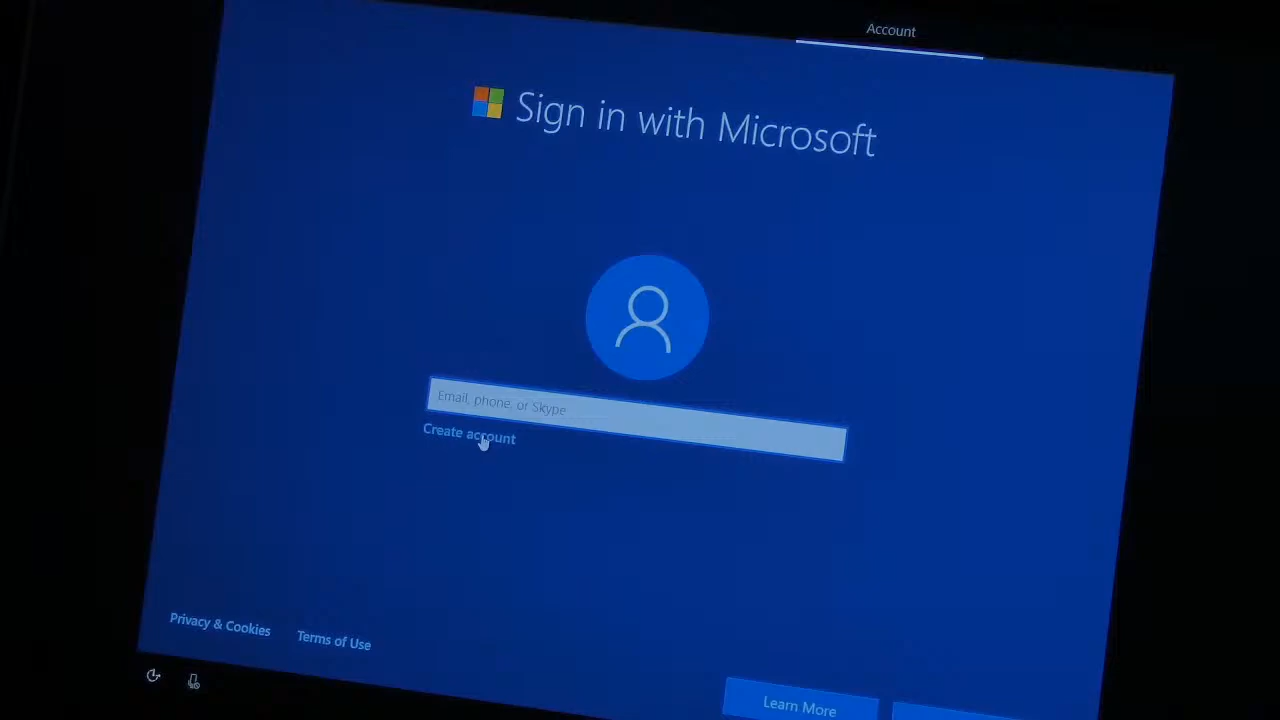 Account
Sign in with Microsoft
Email, phone, or Skype
Create account
Privacy & Cookies
Terms of Use
Learn More